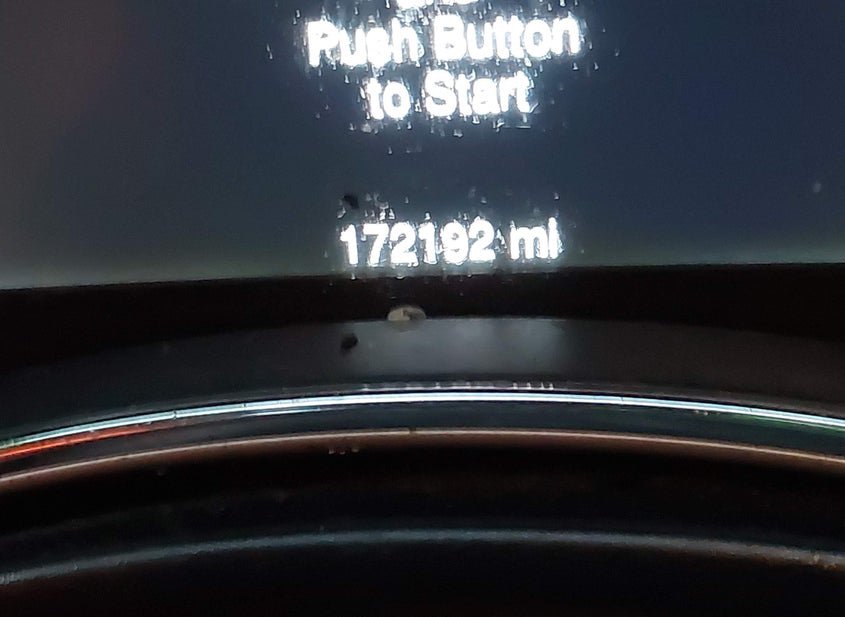 Push Button
to Start
172192 mi